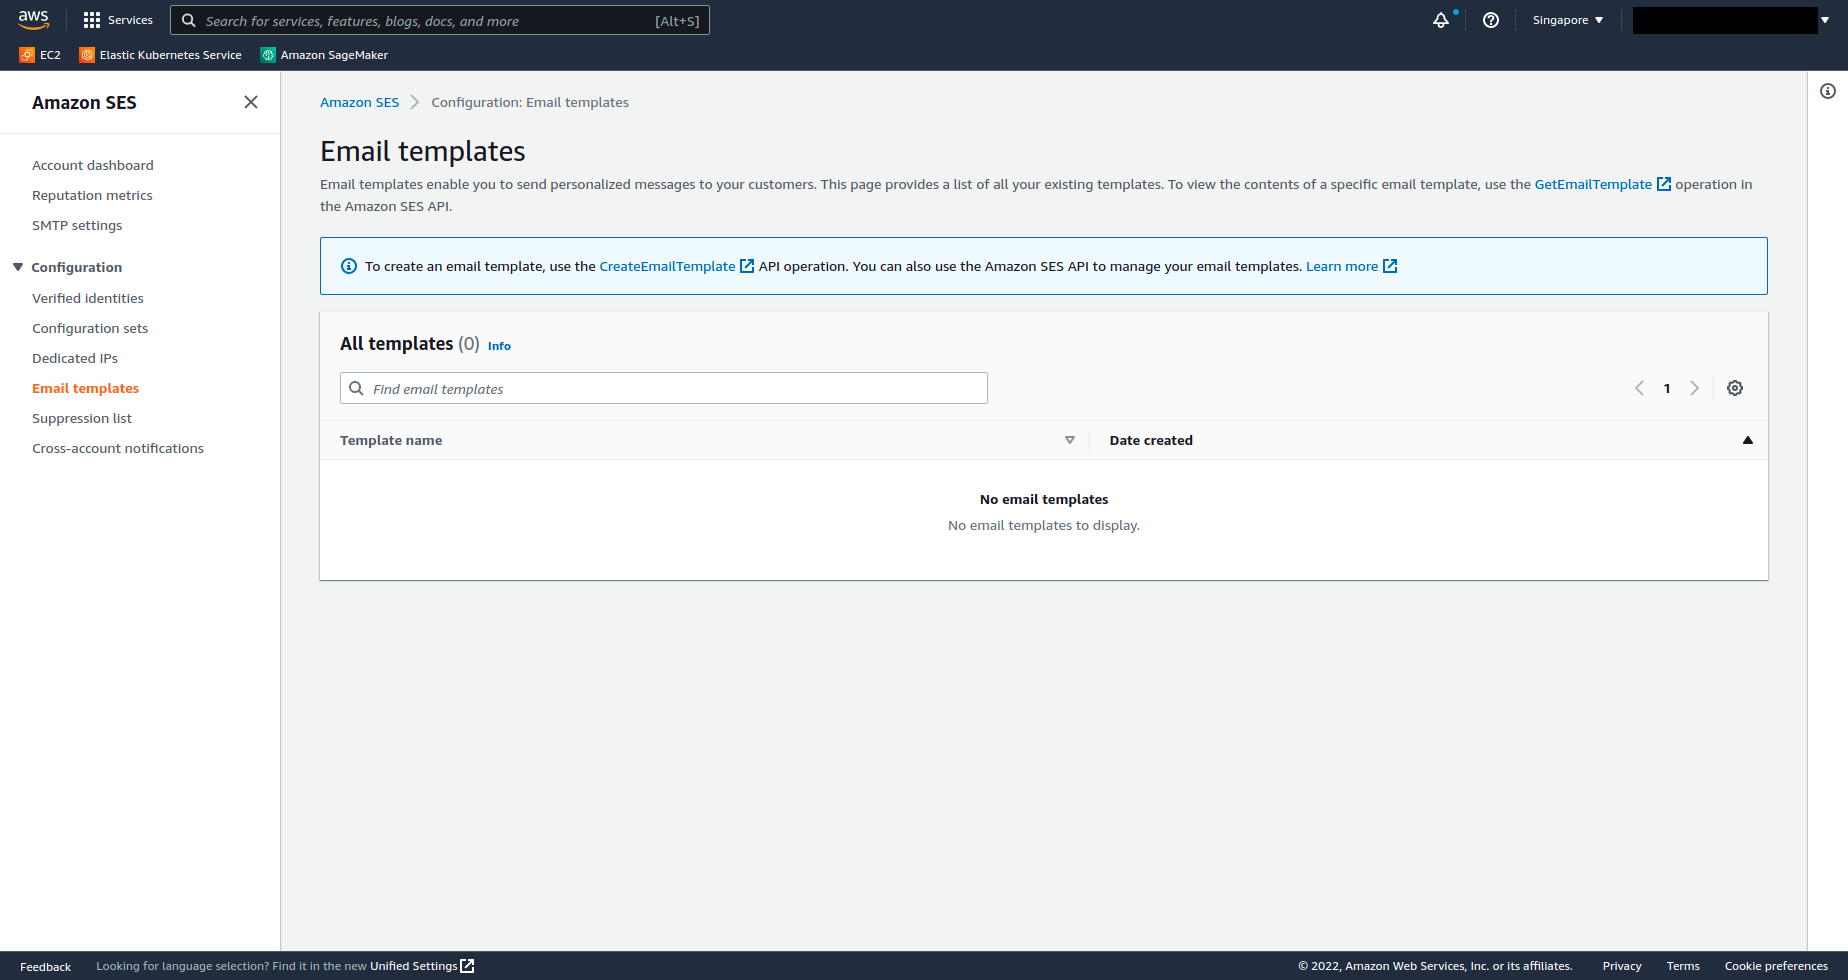 aws
Services
Search for services, features, blogs, docs, and more [Alt+S]
Singapore
EC2
Elastic Kubernetes Service
Amazon SageMaker
Amazon SES
Account dashboard
Reputation metrics
SMTP settings
Configuration
Verified identities
Configuration sets
Dedicated IPs
Email templates
Suppression list
Cross-account notifications
Amazon SES
Configuration: Email templates
Email templates
Email templates enable you to send personalized messages to your customers. This page provides a list of all your existing templates. To view the contents of a specific email template, use the GetEmailTemplate operation in
the Amazon SES API.
To create an email template, use the CreateEmailTemplate API operation. You can also use the Amazon SES API to manage your email templates. Learn more
All templates (0) Info
Find email templates
1
Template name
Date created
No email templates
No email templates to display.
Feedback
Looking for language selection? Find it in the new Unified Settings
© 2022, Amazon Web Services, Inc. or its affiliates.
Privacy
Terms
Cookie preferences